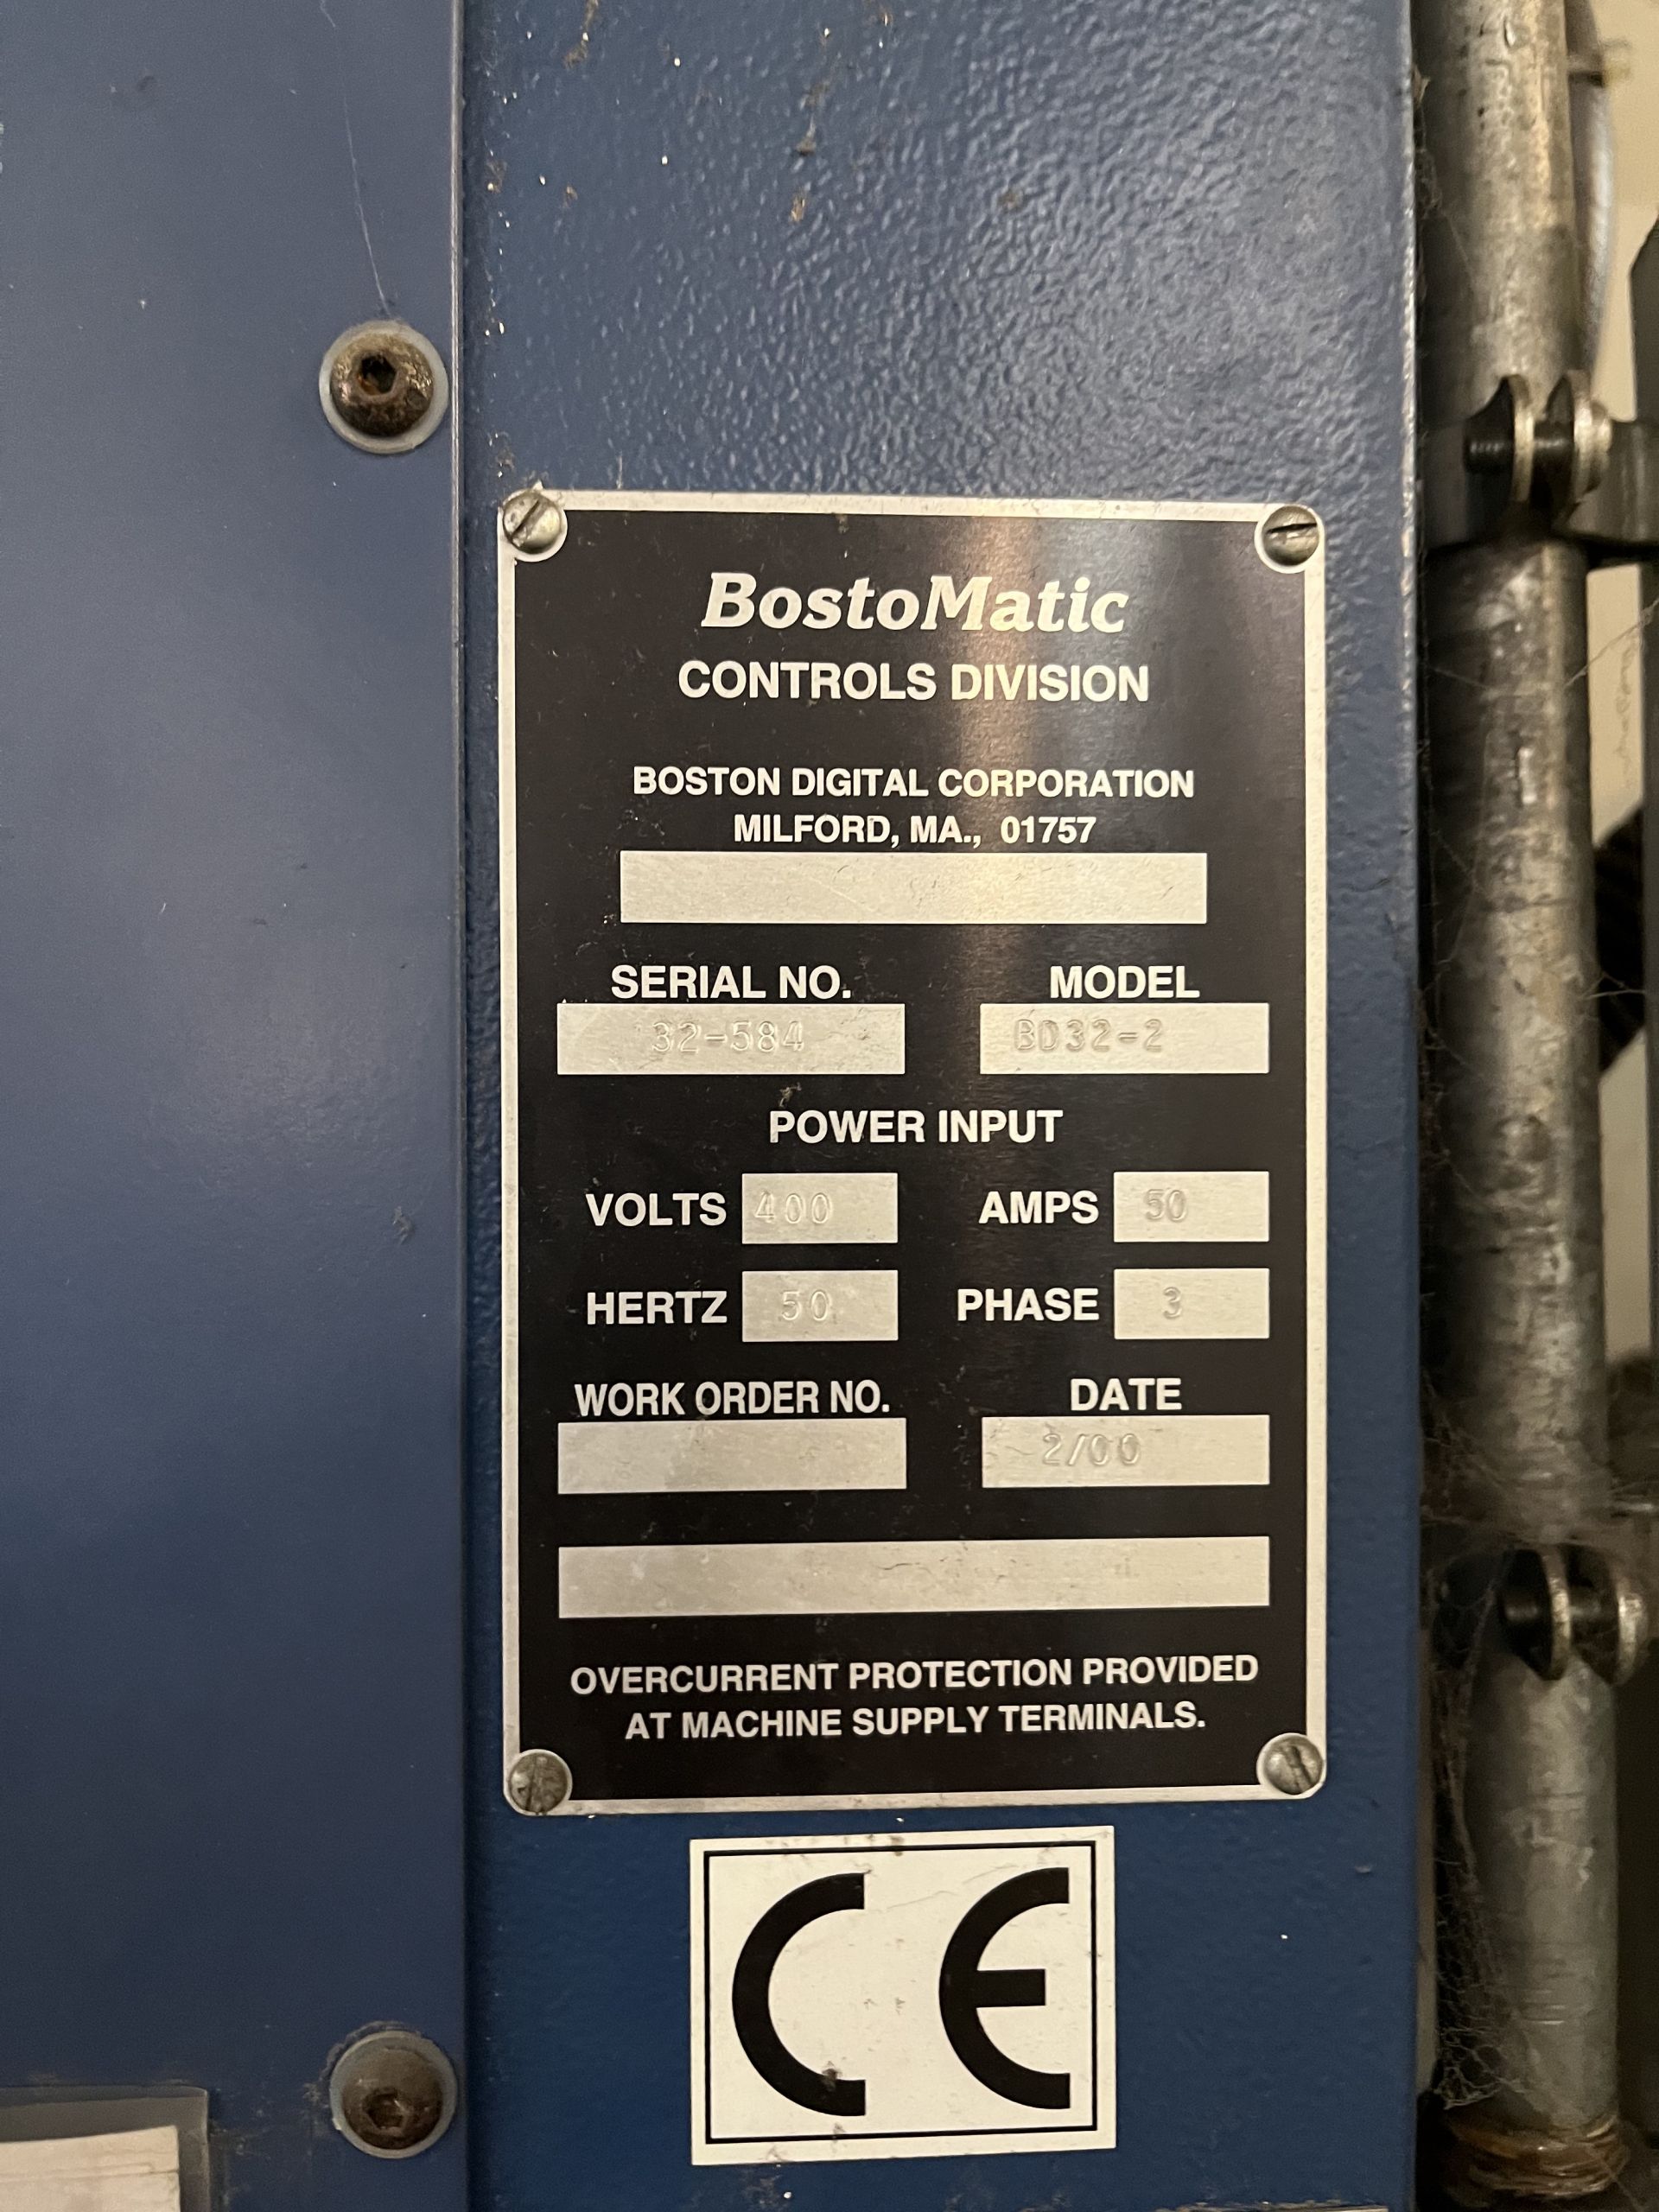 BostoMatic
CONTROLS DIVISION
BOSTON DIGITAL CORPORATION
MILFORD, MA., 01757
SERIAL NO. MODEL
32-584 BD32-2
POWER INPUT
VOLTS 400 AMPS 50
HERTZ 50 PHASE 3
WORK ORDER NO. DATE
2/00
OVERCURRENT PROTECTION PROVIDED
AT MACHINE SUPPLY TERMINALS.
CE